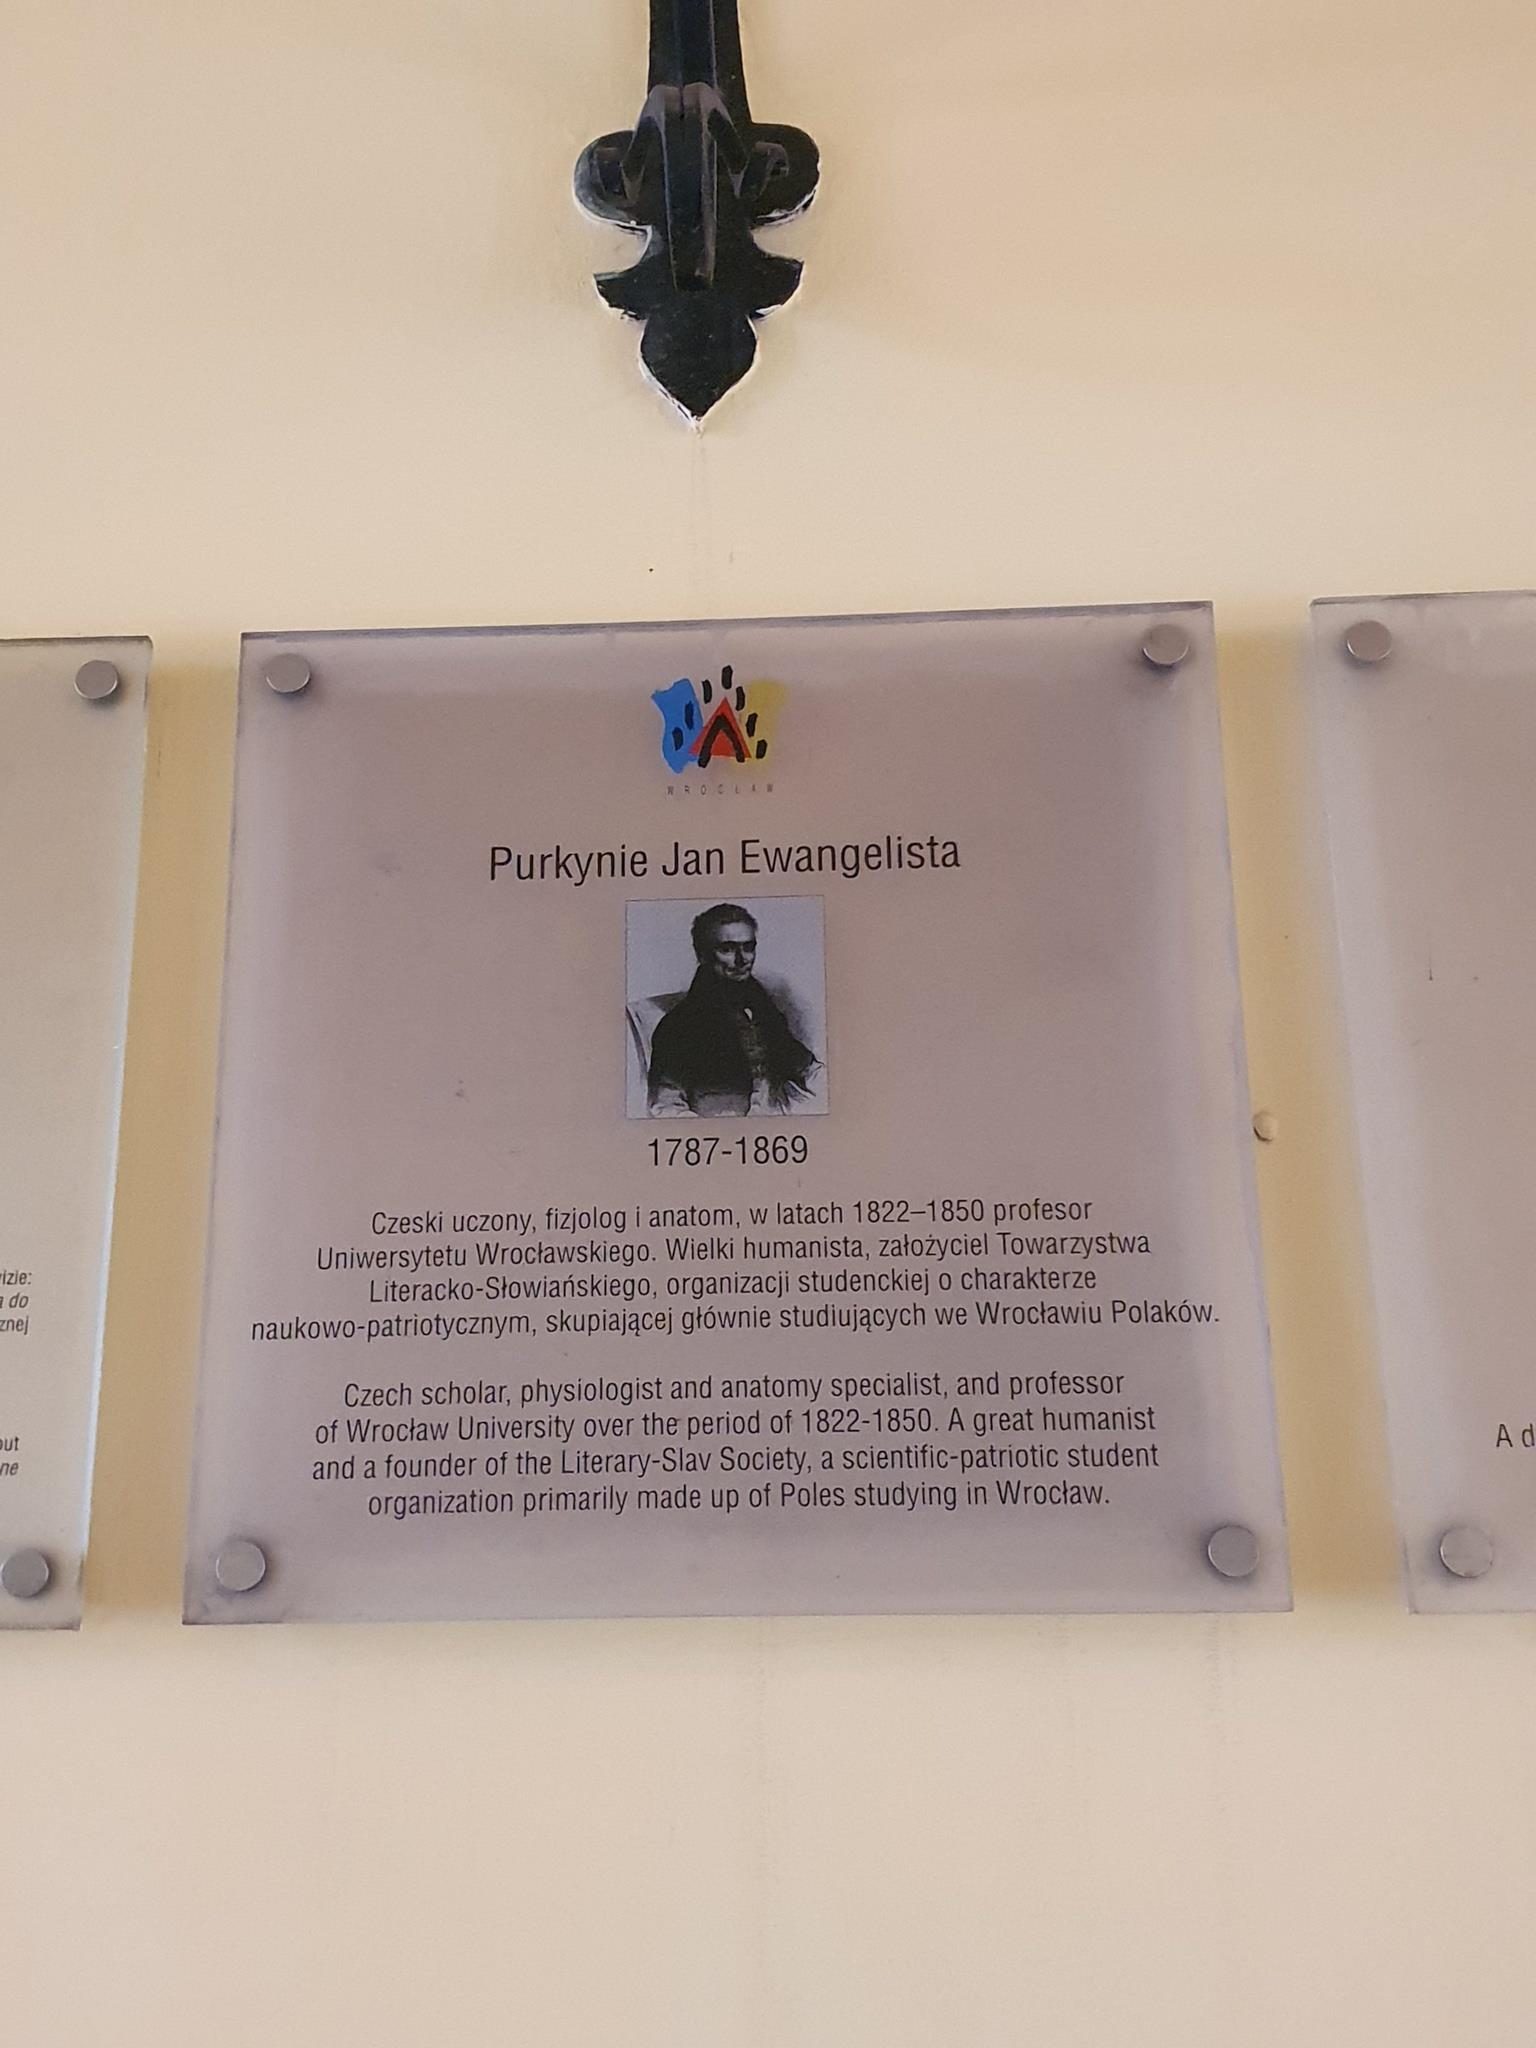 WROCŁAW
Purkynie Jan Ewangelista
1787-1869
Czeski uczony, fizjolog i anatom, w latach 1822–1850 profesor
Uniwersytetu Wrocławskiego. Wielki humanista, założyciel Towarzystwa
Literacko-Słowiańskiego, organizacji studenckiej o charakterze
naukowo-patriotycznym, skupiającej głównie studiujących we Wrocławiu Polaków.
Czech scholar, physiologist and anatomy specialist, and professor
of Wrocław University over the period of 1822-1850. A great humanist
and a founder of the Literary-Slav Society, a scientific-patriotic student
organization primarily made up of Poles studying in Wrocław.
a do
A d